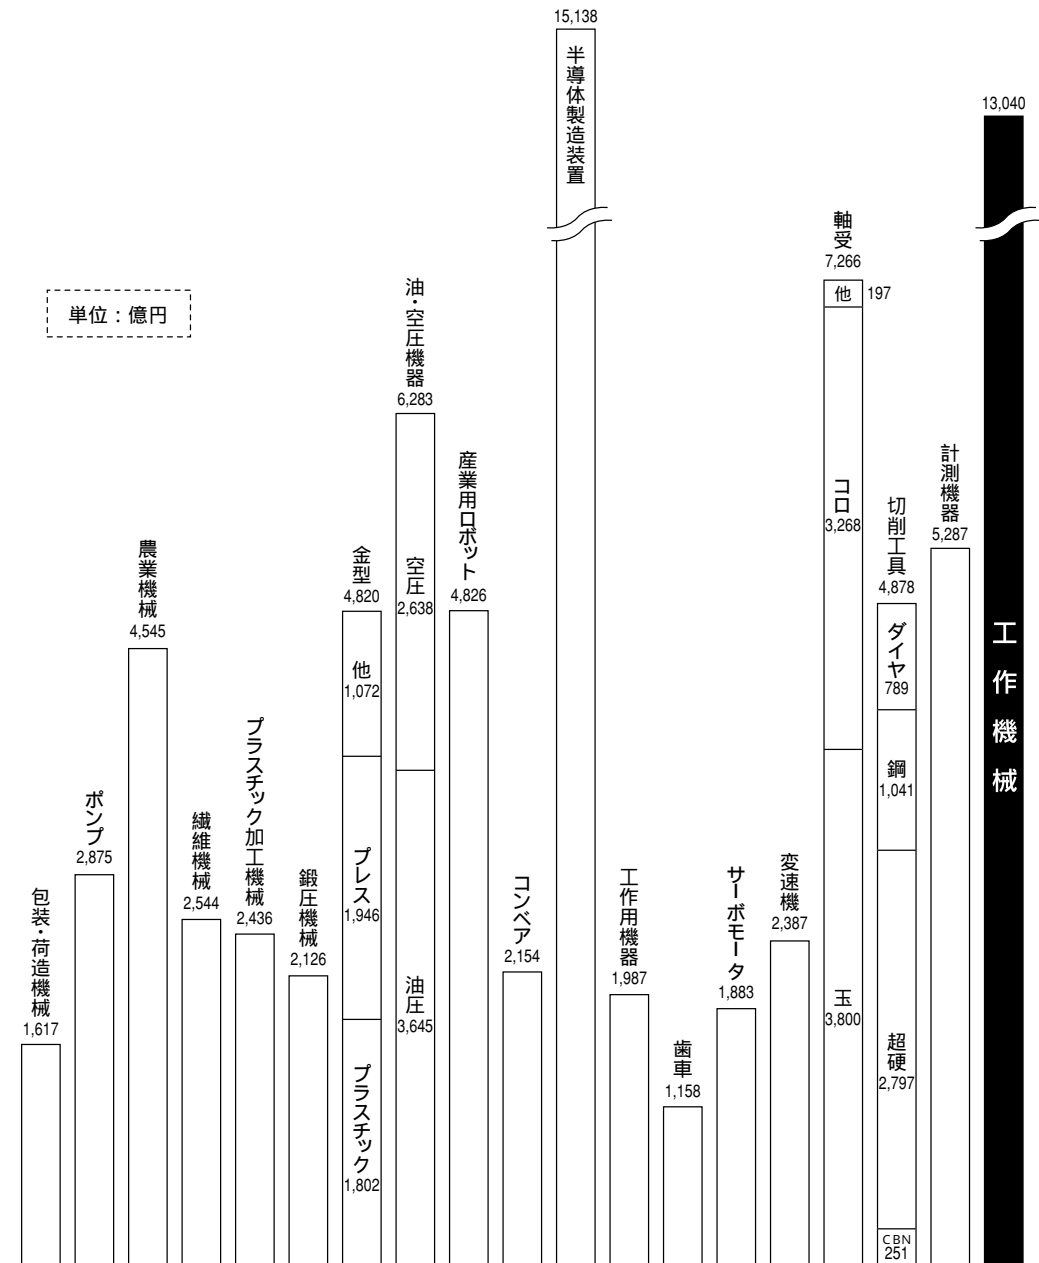 単位：億円
包装・荷造機械
1,617
ポンプ
2,875
農業機械
4,545
繊維機械
2,544
プラスチック加工機械
2,436
鍛圧機械
2,126
金型
4,820
他
1,072
プレス
1,946
プラスチック
1,802
油・空圧機器
6,283
空圧
2,638
油圧
3,645
産業用ロボット
4,826
コンベア
2,154
15,138
半導体製造装置
工作用機器
1,987
歯車
1,158
サーボモータ
1,883
変速機
2,387
軸受
7,266
他
197
コロ
3,268
玉
3,800
切削工具
4,878
ダイヤ
789
鋼
1,041
超硬
2,797
CBN
251
計測機器
5,287
13,040
工作機械